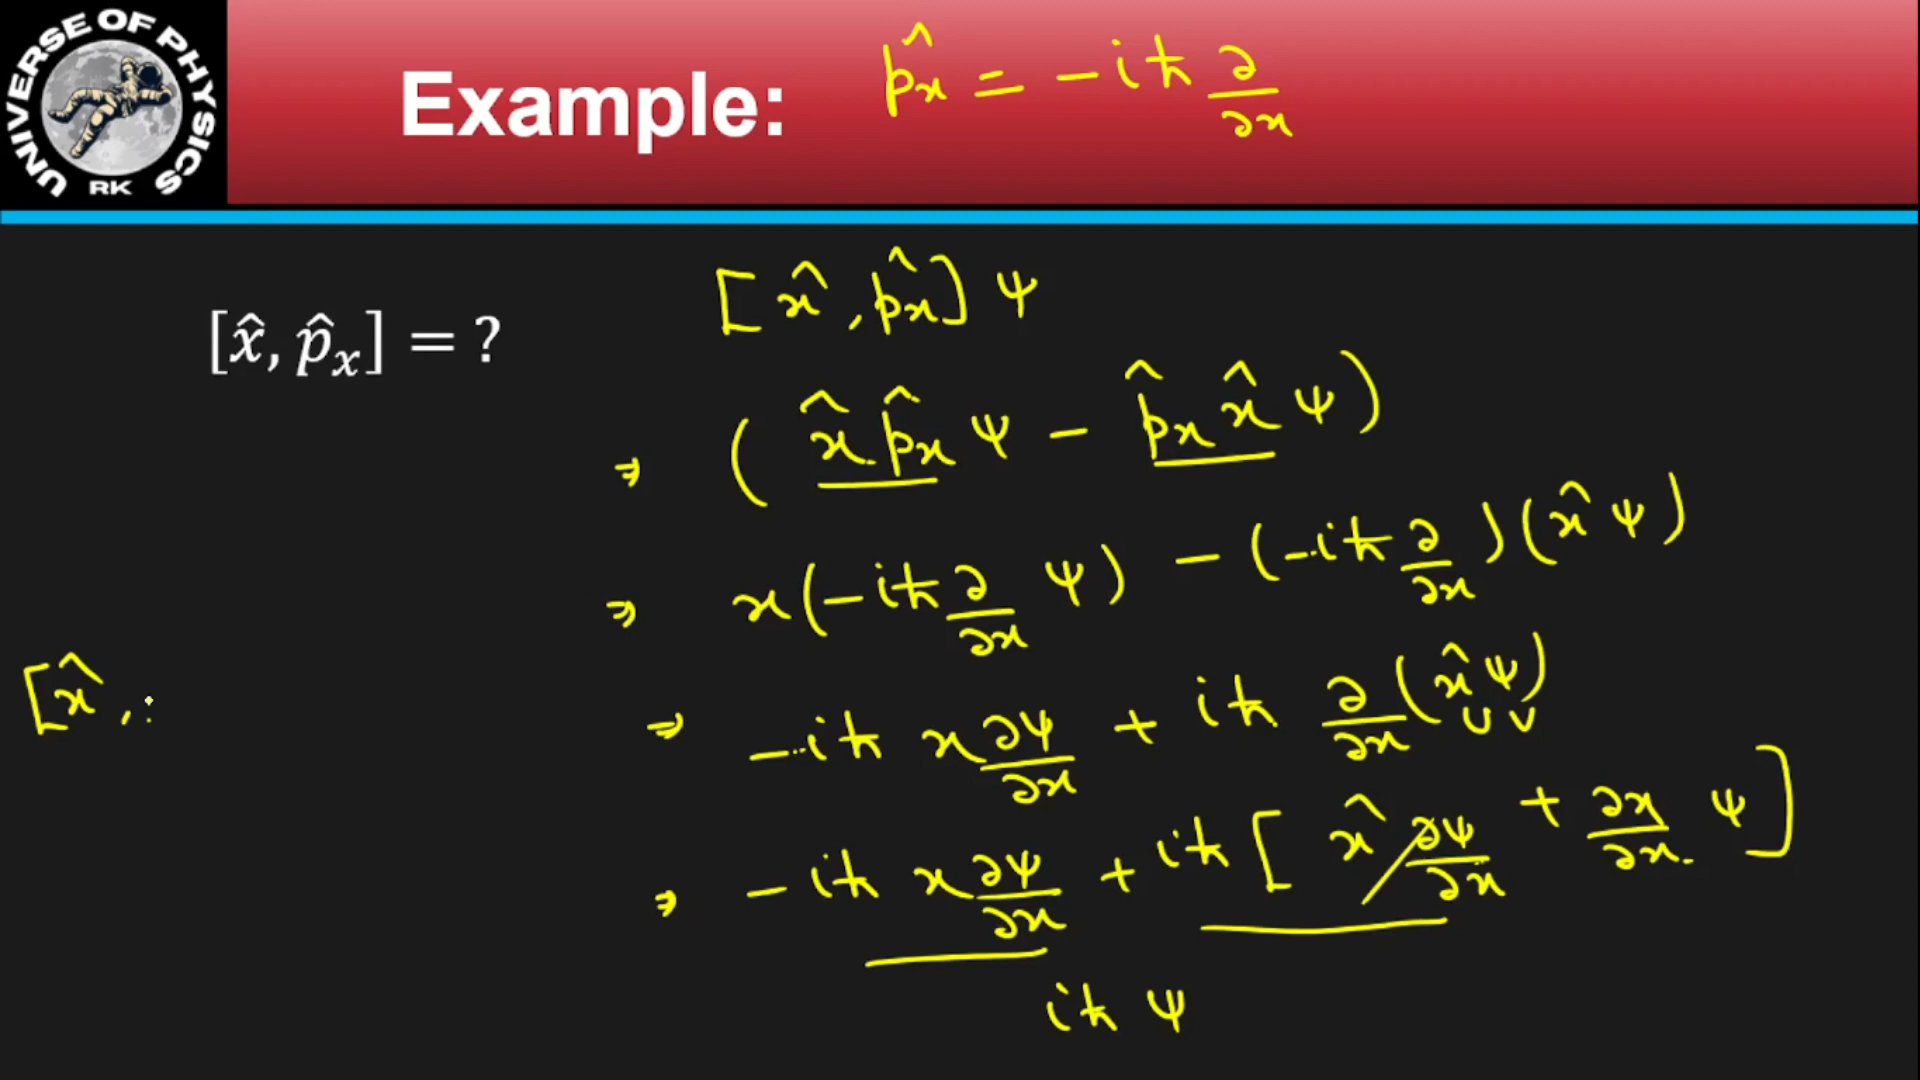 UNIVERSE OF PHYSICS
RK
Example:
p̂x = -iħ ∂/∂x
[x̂, p̂ₓ] = ?
[x̂, p̂x] ψ
⇒ ( x̂ p̂x ψ - p̂x x̂ ψ )
⇒ x(-iħ ∂/∂x ψ) - (-iħ ∂/∂x)(x̂ ψ)
⇒ -iħ x ∂ψ/∂x + iħ ∂/∂x (x̂ ψ)
U V
⇒ -iħ x ∂ψ/∂x + iħ [ x̂ ∂ψ/∂x + ∂x/∂x ψ ]
iħ ψ
[x̂ ,